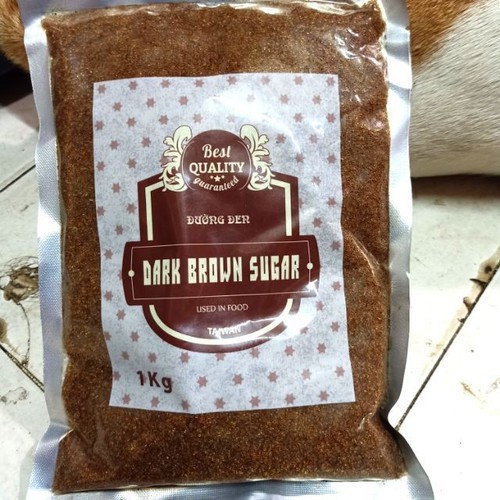 Best
QUALITY
guaranteed
ĐƯỜNG ĐEN
DARK BROWN SUGAR
USED IN FOOD
TAIWAN
1Kg